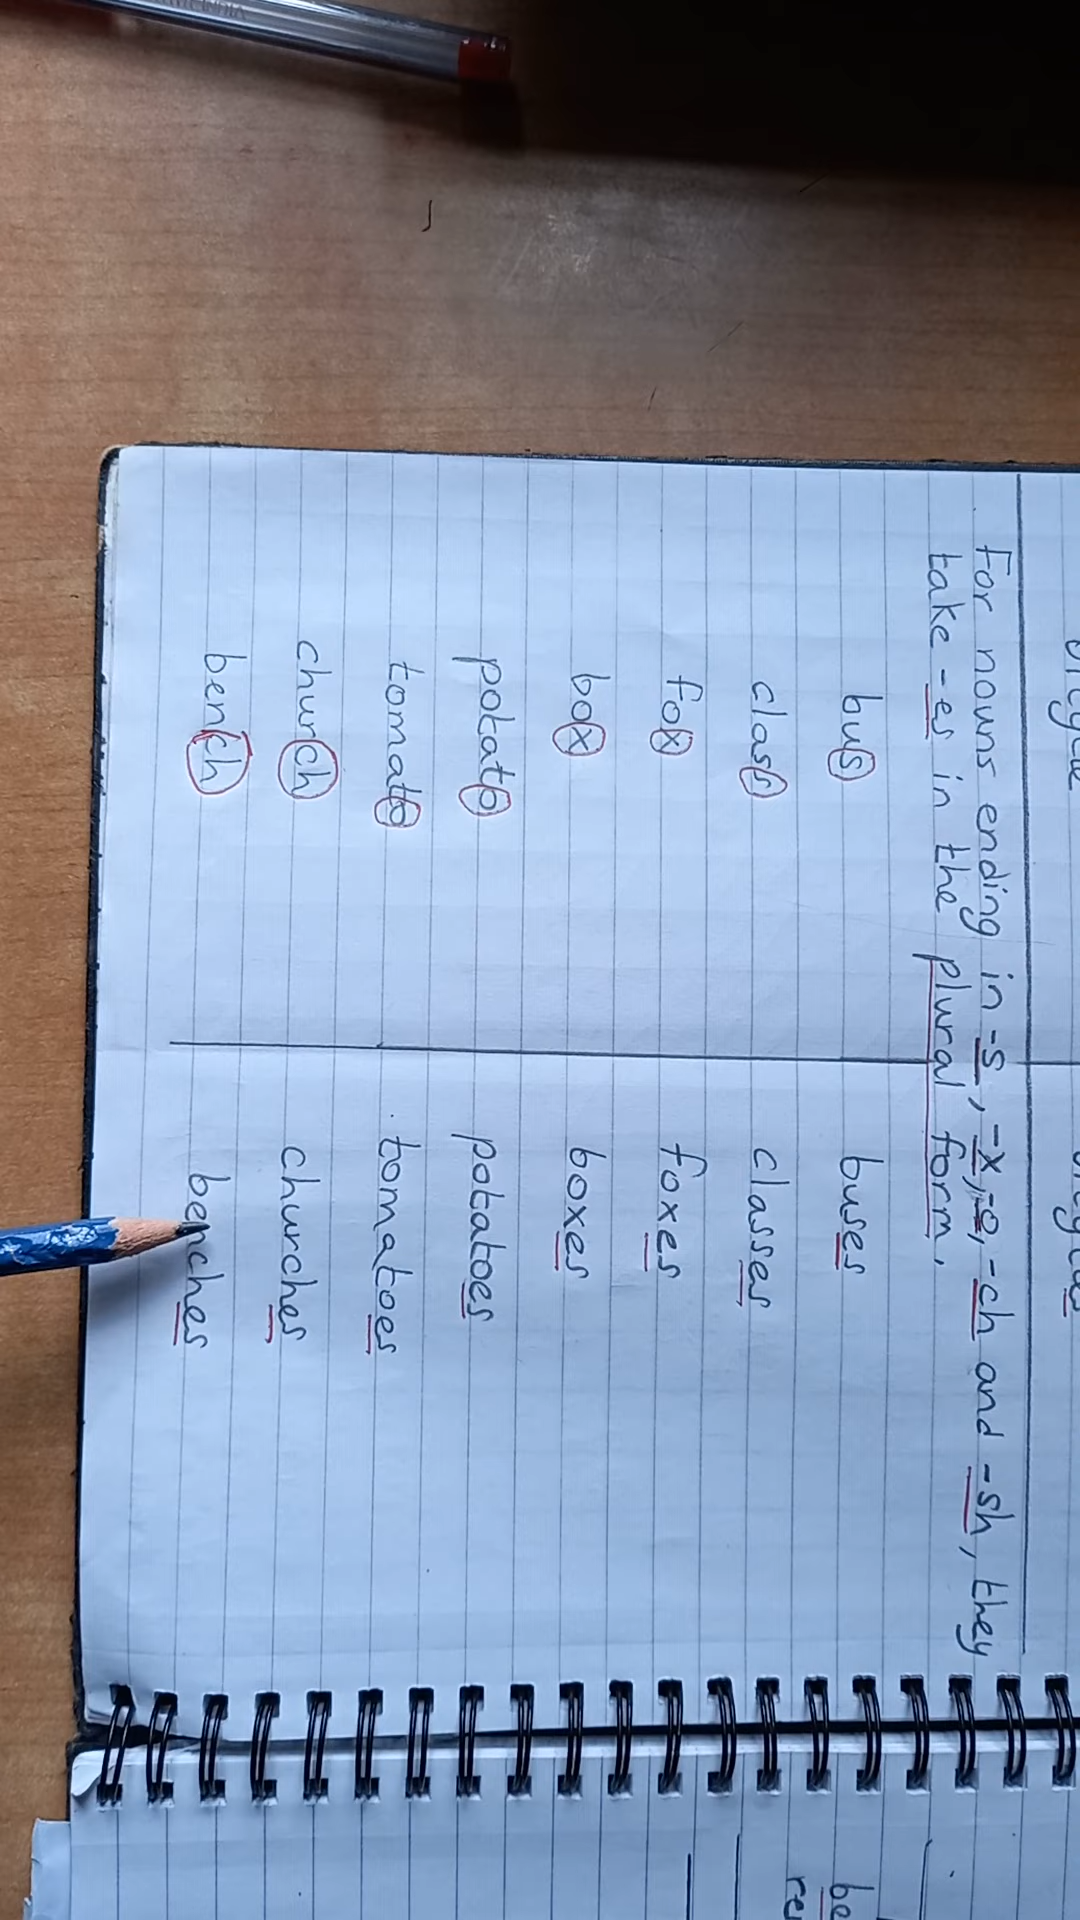 For nouns ending in -s, -x, -o, -ch and -sh, they
take -es in the plural form.
bus buses
class classes
fox foxes
box boxes
potato potatoes
tomato tomatoes
church churches
bench benches
be